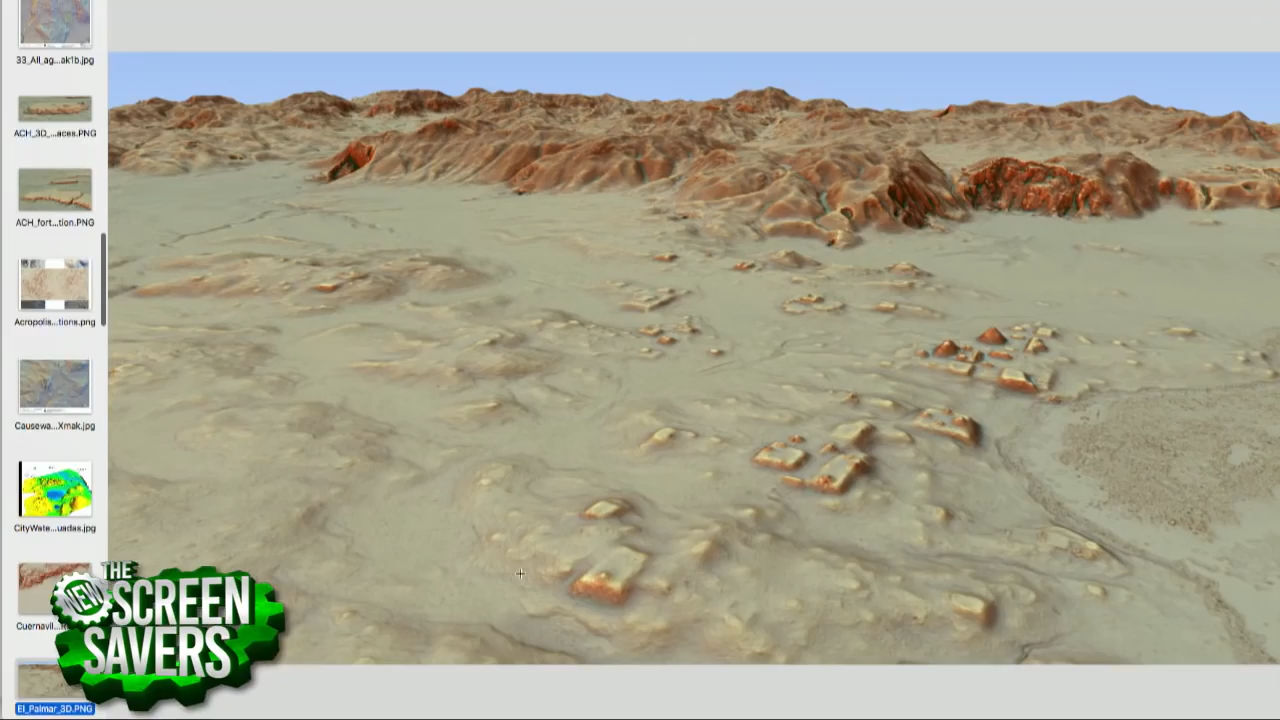 33_All_ag...ak1b.jpg
ACH_3D_...aces.PNG
ACH_fort...tion.PNG
Acropolis...tions.png
Causewa...Xmak.jpg
CityWate...uadas.jpg
Cuernavil...
THE
NEW
SCREEN
SAVERS
El_Palmar_3D.PNG